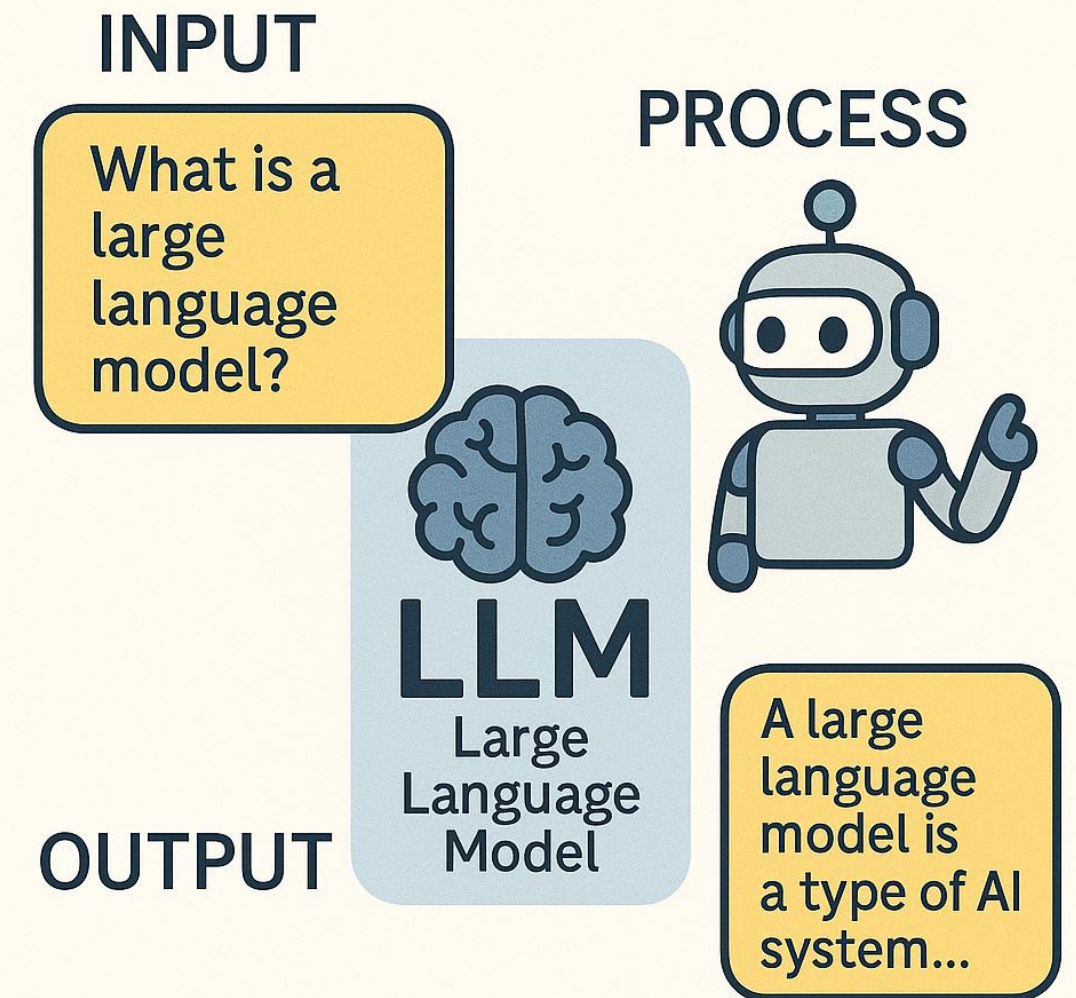 INPUT
What is a
large
language
model?
PROCESS
LLM
Large
Language
Model
OUTPUT
A large
language
model is
a type of AI
system...